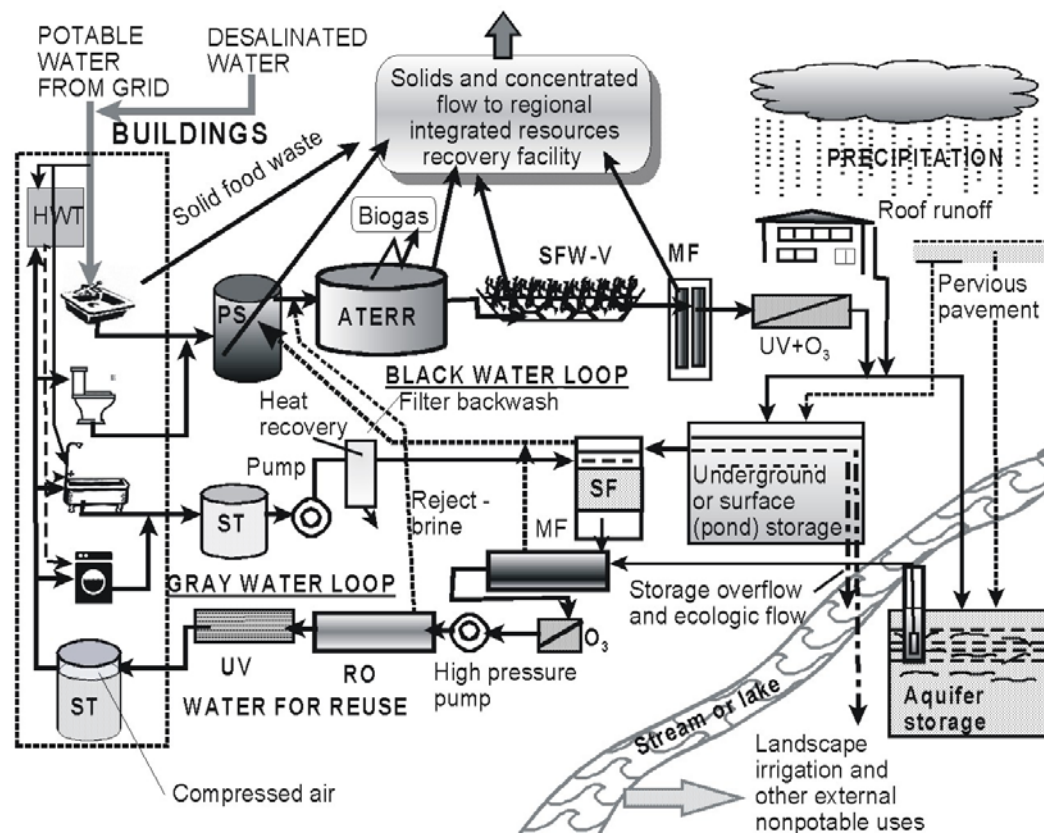 POTABLE
WATER
FROM GRID
DESALINATED
WATER
BUILDINGS
Solids and concentrated
flow to regional
integrated resources
recovery facility
PRECIPITATION
Solid food waste
HWT
Biogas
Roof runoff
PS
ATERR
SFW-V
MF
UV+O₃
Pervious
pavement
BLACK WATER LOOP
Filter backwash
Heat
recovery
Pump
ST
Reject -
brine
SF
MF
Underground
or surface
(pond) storage
GRAY WATER LOOP
Storage overflow
and ecologic flow
UV
RO
High pressure
pump
O₃
WATER FOR REUSE
ST
Compressed air
Stream or lake
Aquifer
storage
Landscape
irrigation and
other external
nonpotable uses